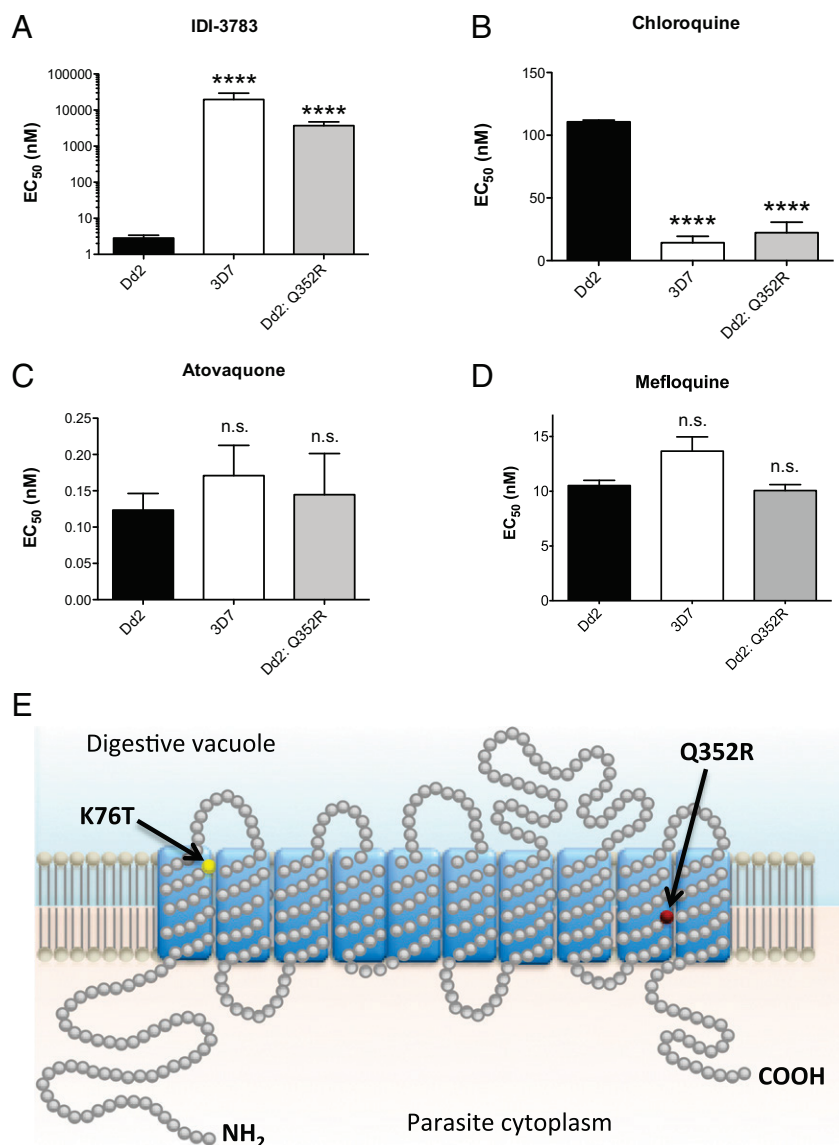 A
IDI-3783
EC50 (nM)
100000
10000
1000
100
10
1
****
****
Dd2
3D7
Dd2: Q352R
B
Chloroquine
EC50 (nM)
150
100
50
0
****
****
Dd2
3D7
Dd2: Q352R
C
Atovaquone
EC50 (nM)
0.25
0.20
0.15
0.10
0.05
0.00
n.s.
n.s.
Dd2
3D7
Dd2: Q352R
D
Mefloquine
EC50 (nM)
15
10
5
0
n.s.
n.s.
Dd2
3D7
Dd2: Q352R
E
Digestive vacuole
Q352R
K76T
COOH
NH2
Parasite cytoplasm